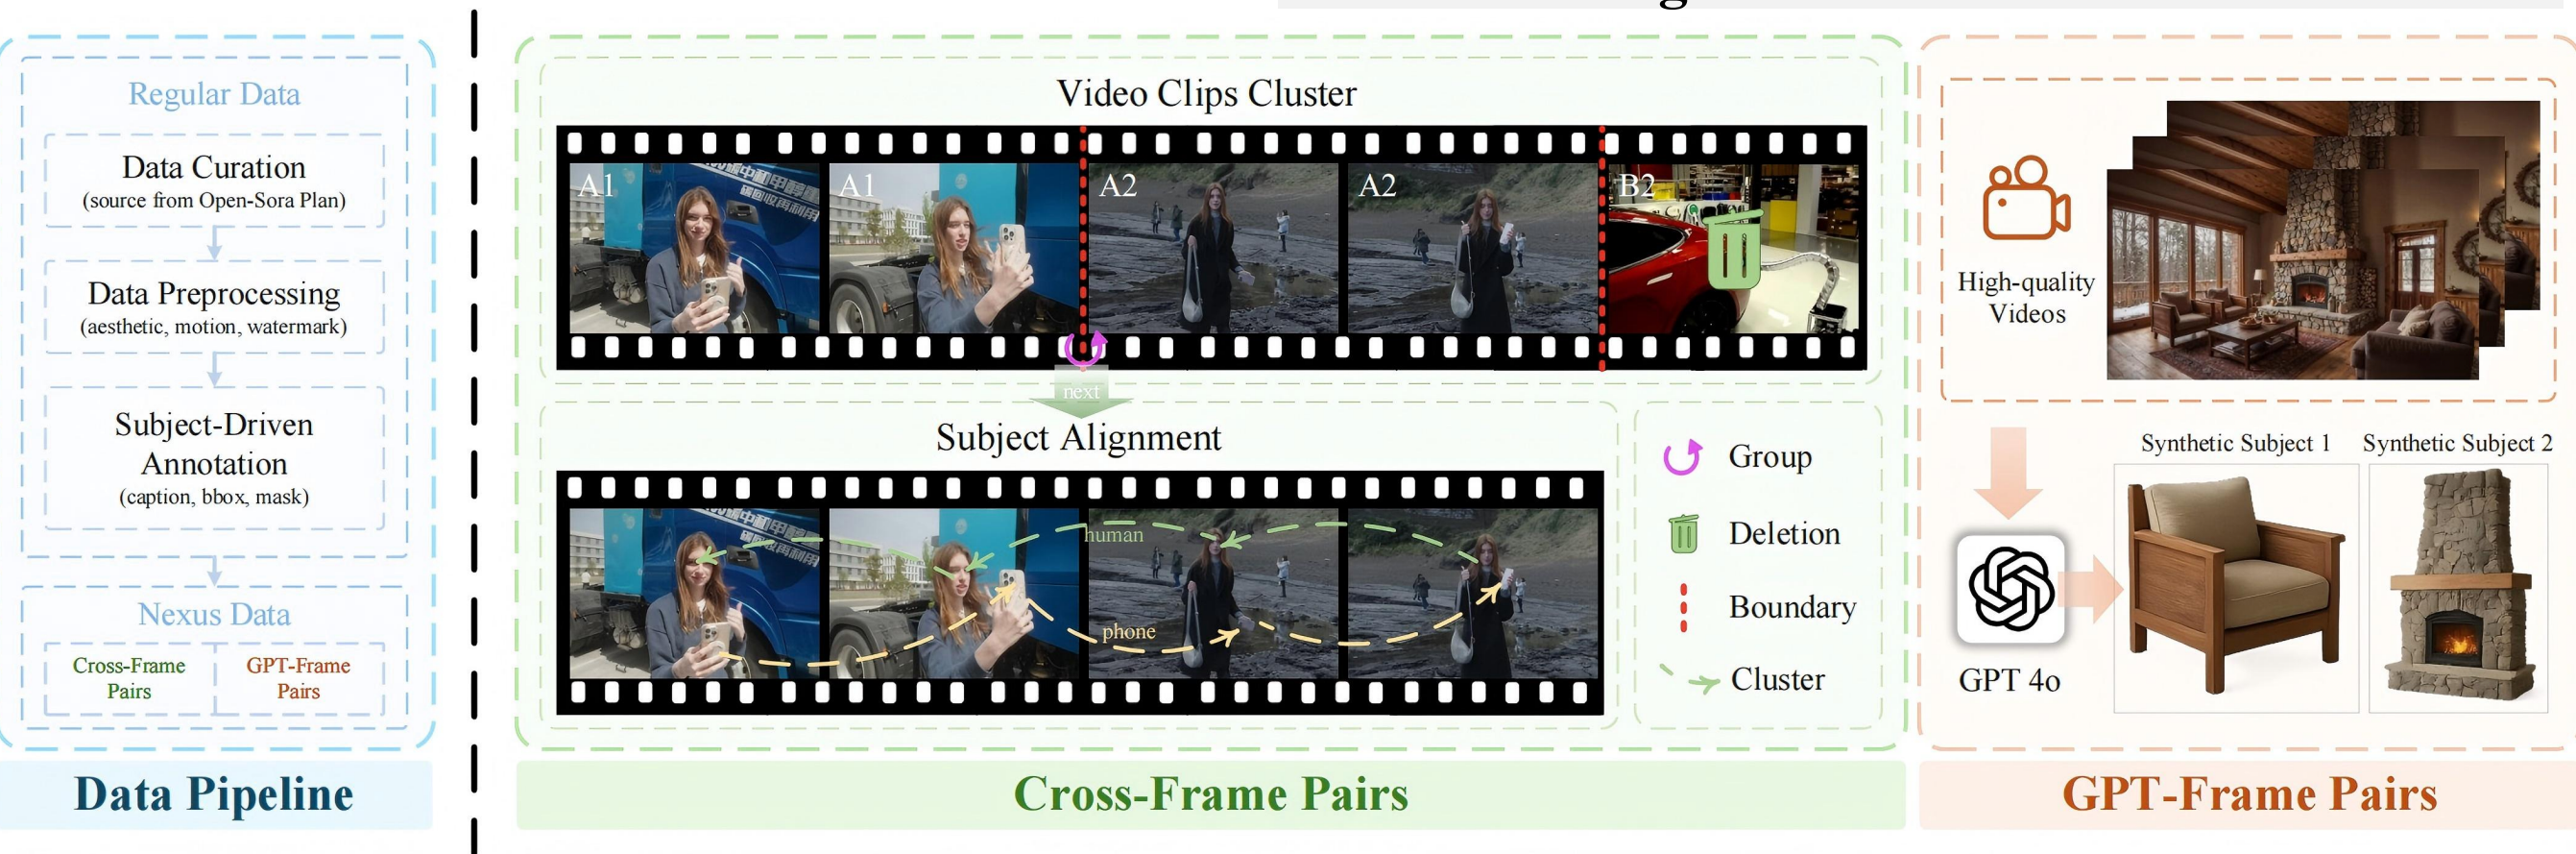 Regular Data
Data Curation
(source from Open-Sora Plan)
Data Preprocessing
(aesthetic, motion, watermark)
Subject-Driven
Annotation
(caption, bbox, mask)
Nexus Data
Cross-Frame
Pairs
GPT-Frame
Pairs
Data Pipeline
Video Clips Cluster
A1
A1
A2
A2
B2
next
Subject Alignment
human
phone
Group
Deletion
Boundary
Cluster
Cross-Frame Pairs
High-quality
Videos
Synthetic Subject 1
Synthetic Subject 2
GPT 4o
GPT-Frame Pairs